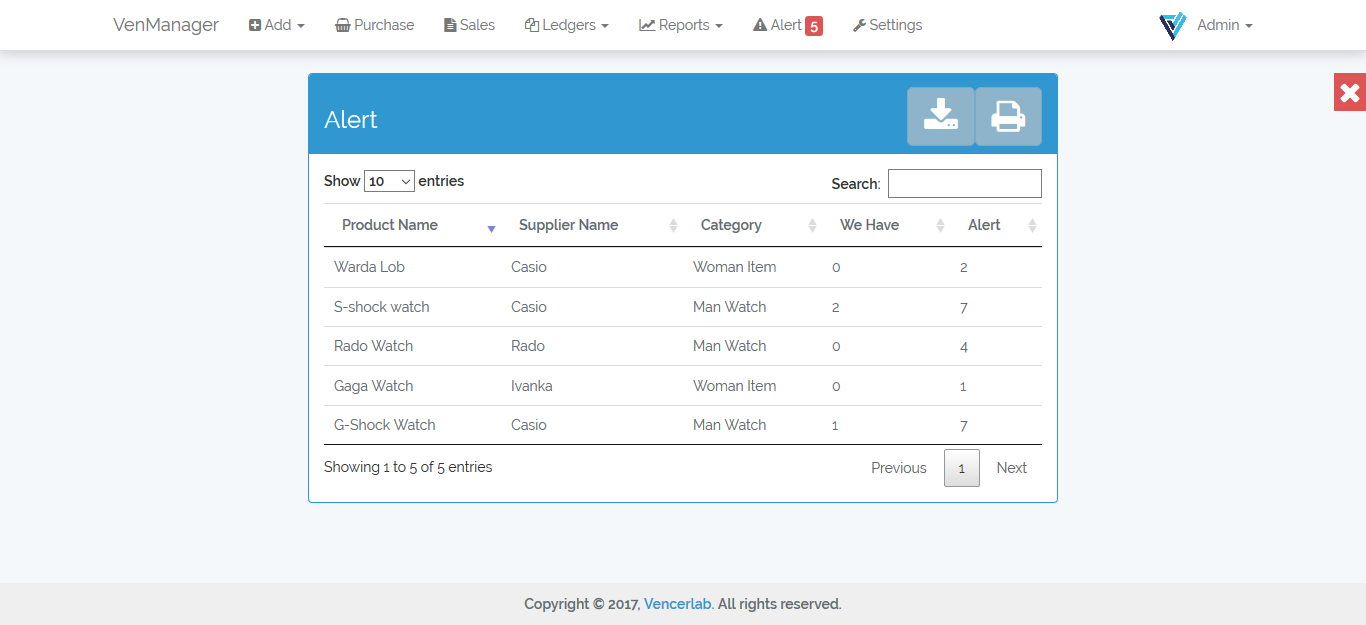 VenManager Add Purchase Sales Ledgers Reports Alert 5 Settings Admin
Alert
Show 10 entries Search:
Product Name Supplier Name Category We Have Alert
Warda Lob Casio Woman Item 0 2
S-shock watch Casio Man Watch 2 7
Rado Watch Rado Man Watch 0 4
Gaga Watch Ivanka Woman Item 0 1
G-Shock Watch Casio Man Watch 1 7
Showing 1 to 5 of 5 entries Previous 1 Next
Copyright © 2017, Vencerlab. All rights reserved.